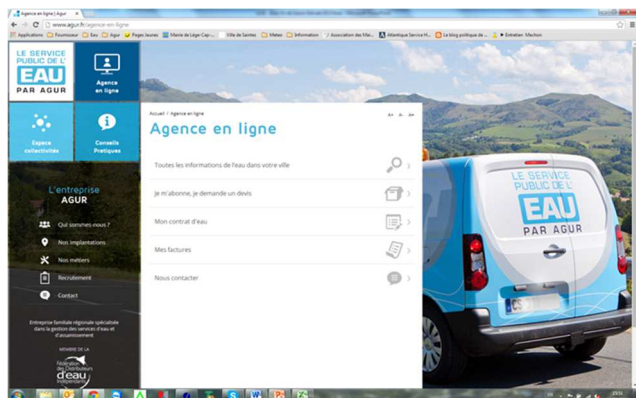 Agence en ligne | Agur
www.agur.fr/agence-en-ligne
Applications
Fournisseur
Eau
Agur
Pages Jaunes
Mairie de Lège-Cap-...
Ville de Saintes
Météo
Information
Association des Mai...
Atlantique Service H...
Le blog politique de ...
Entretien Mechon
LE SERVICE
PUBLIC DE L'
EAU
PAR AGUR
Agence
en ligne
Espace
collectivités
Conseils
Pratiques
L'entreprise
AGUR
Qui sommes-nous ?
Nos implantations
Nos métiers
Recrutement
Contact
Entreprise familiale régionale spécialisée
dans la gestion des services d'eau et
d'assainissement
MEMBRE DE LA
Fédération
des Distributeurs
d'eau
Indépendants
Accueil / Agence en ligne
A+ A- A=
Agence en ligne
Toutes les informations de l'eau dans votre ville
Je m'abonne, je demande un devis
Mon contrat d'eau
Mes factures
Nous contacter
LE SERVICE
PUBLIC DE L'
EAU
PAR AGUR